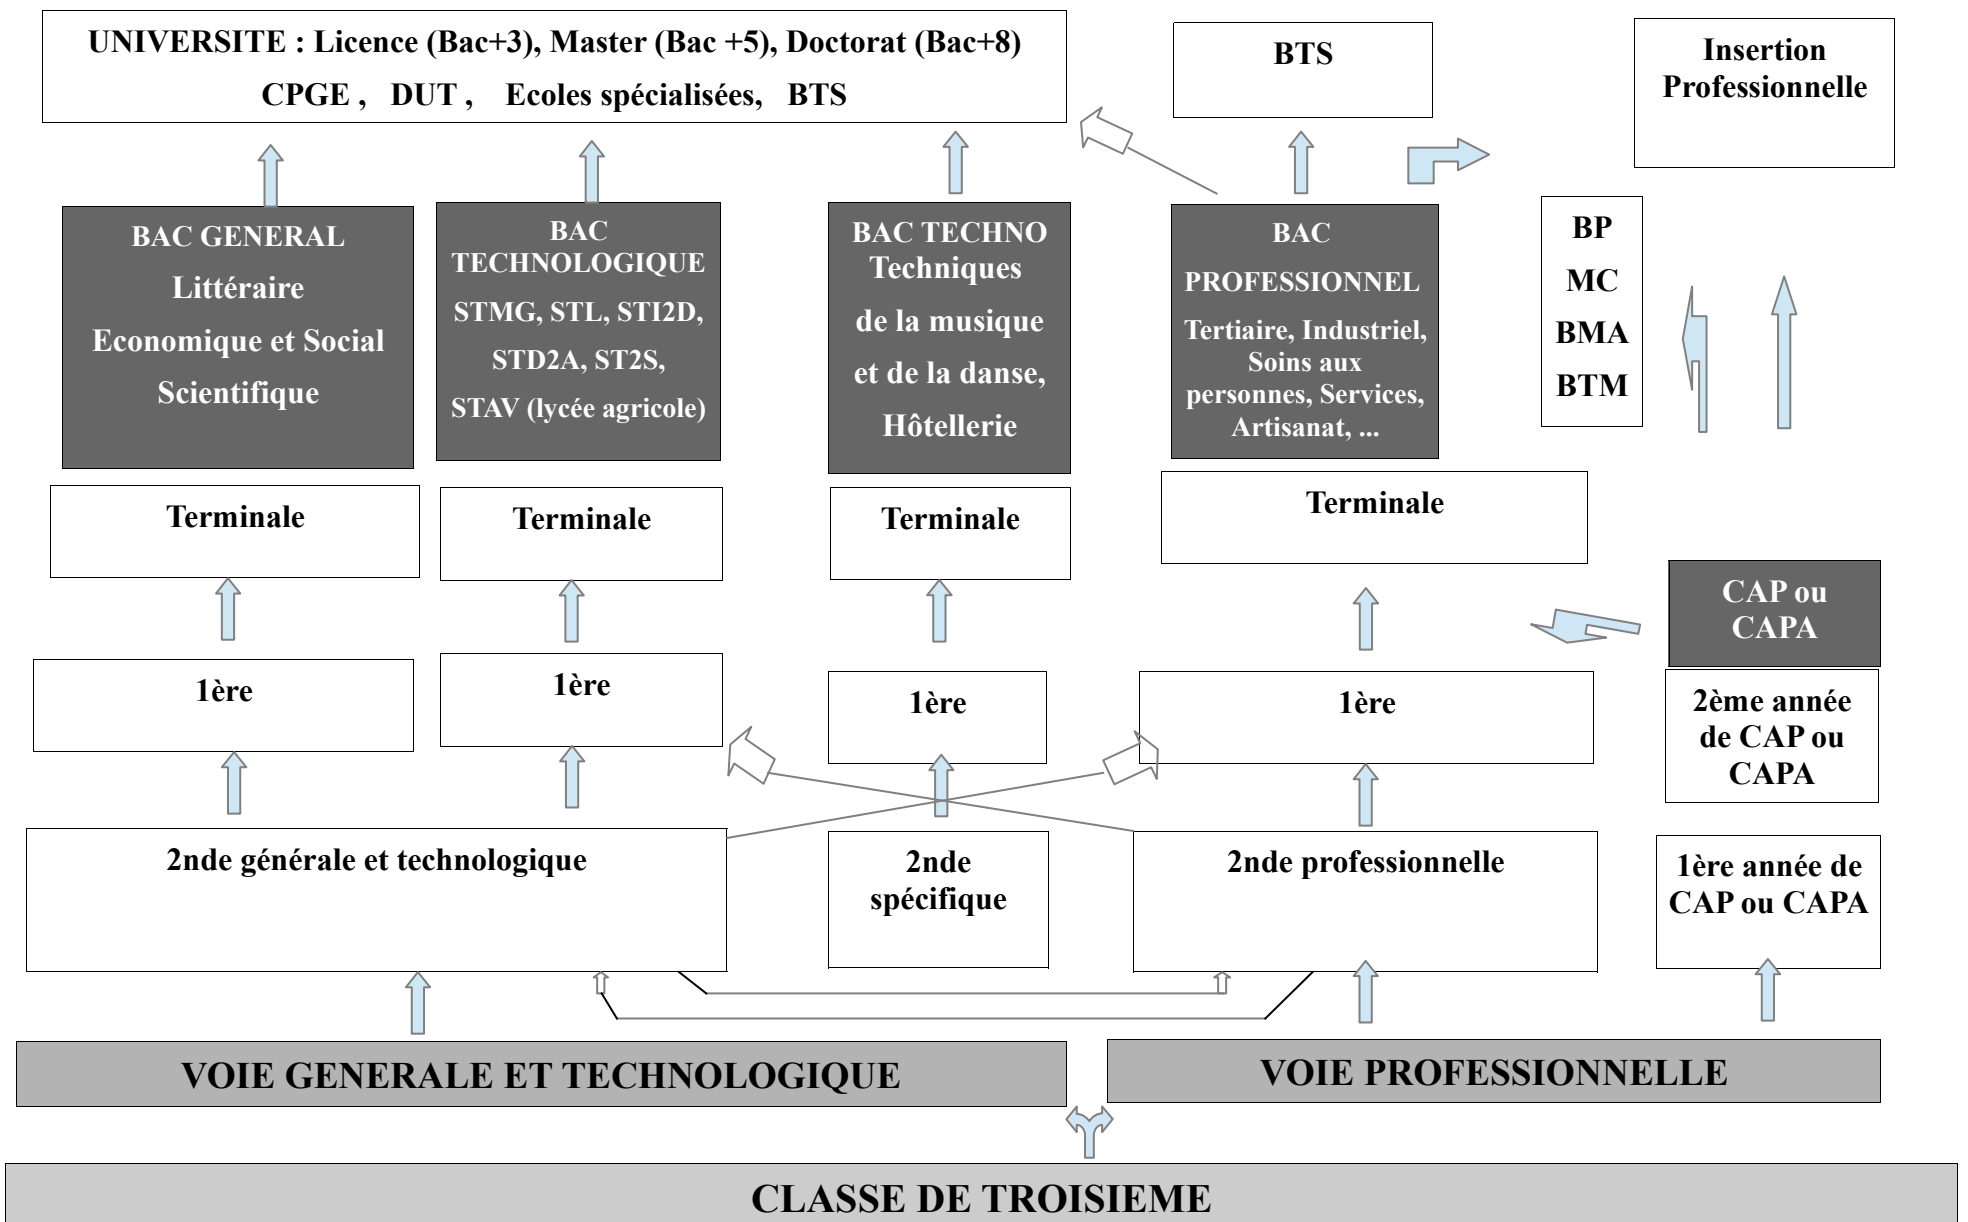 UNIVERSITE : Licence (Bac+3), Master (Bac +5), Doctorat (Bac+8)
CPGE , DUT , Ecoles spécialisées, BTS
BTS
Insertion
Professionnelle
BAC GENERAL
Littéraire
Economique et Social
Scientifique
BAC
TECHNOLOGIQUE
STMG, STL, STI2D,
STD2A, ST2S,
STAV (lycée agricole)
BAC TECHNO
Techniques
de la musique
et de la danse,
Hôtellerie
BAC
PROFESSIONNEL
Tertiaire, Industriel,
Soins aux
personnes, Services,
Artisanat, ...
BP
MC
BMA
BTM
Terminale
Terminale
Terminale
Terminale
CAP ou
CAPA
1ère
1ère
1ère
1ère
2ème année
de CAP ou
CAPA
2nde générale et technologique
2nde
spécifique
2nde professionnelle
1ère année de
CAP ou CAPA
VOIE GENERALE ET TECHNOLOGIQUE
VOIE PROFESSIONNELLE
CLASSE DE TROISIEME